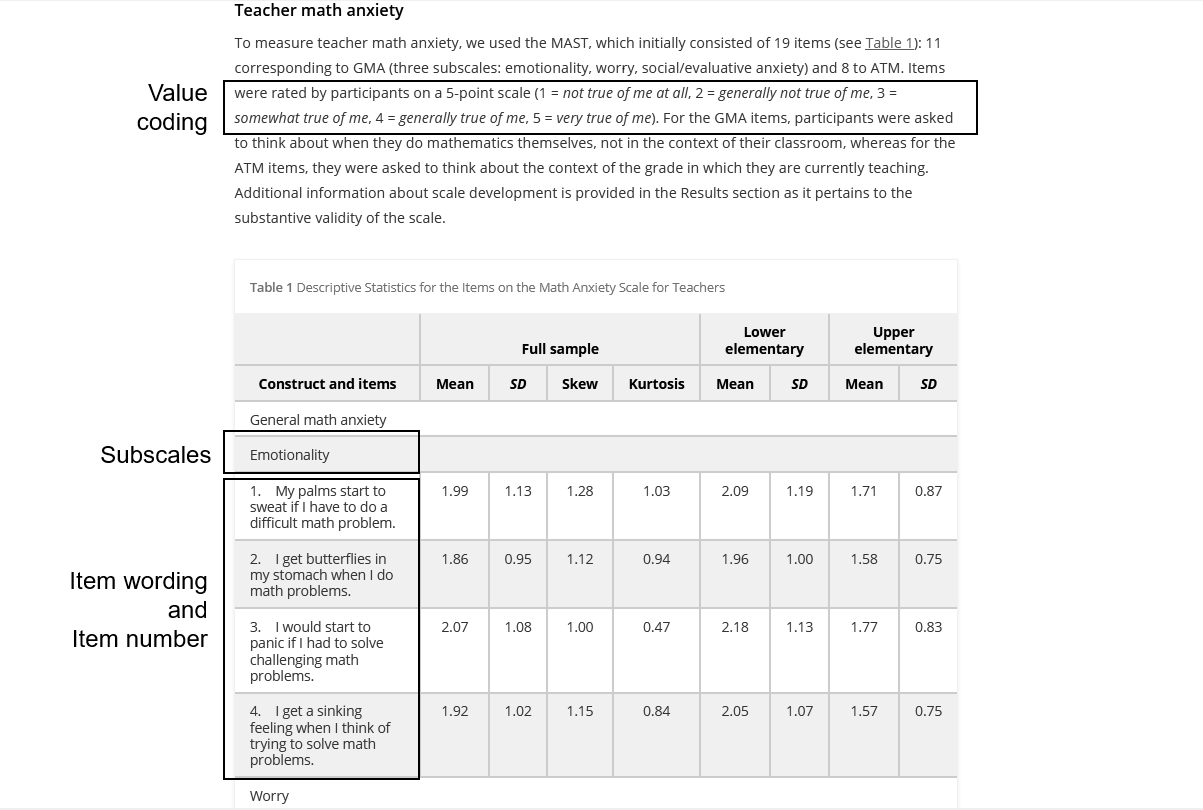 Teacher math anxiety
To measure teacher math anxiety, we used the MAST, which initially consisted of 19 items (see Table 1): 11
corresponding to GMA (three subscales: emotionality, worry, social/evaluative anxiety) and 8 to ATM. Items
Value
coding
were rated by participants on a 5-point scale (1 = not true of me at all, 2 = generally not true of me, 3 =
somewhat true of me, 4 = generally true of me, 5 = very true of me). For the GMA items, participants were asked
to think about when they do mathematics themselves, not in the context of their classroom, whereas for the
ATM items, they were asked to think about the context of the grade in which they are currently teaching.
Additional information about scale development is provided in the Results section as it pertains to the
substantive validity of the scale.
Table 1 Descriptive Statistics for the Items on the Math Anxiety Scale for Teachers
Full sample
Lower
elementary
Upper
elementary
Construct and items Mean SD Skew Kurtosis Mean SD Mean SD
General math anxiety
Subscales
Emotionality
Item wording
and
Item number
1. My palms start to
sweat if I have to do a
difficult math problem.
1.99 1.13 1.28 1.03 2.09 1.19 1.71 0.87
2. I get butterflies in
my stomach when I do
math problems.
1.86 0.95 1.12 0.94 1.96 1.00 1.58 0.75
3. I would start to
panic if I had to solve
challenging math
problems.
2.07 1.08 1.00 0.47 2.18 1.13 1.77 0.83
4. I get a sinking
feeling when I think of
trying to solve math
problems.
1.92 1.02 1.15 0.84 2.05 1.07 1.57 0.75
Worry